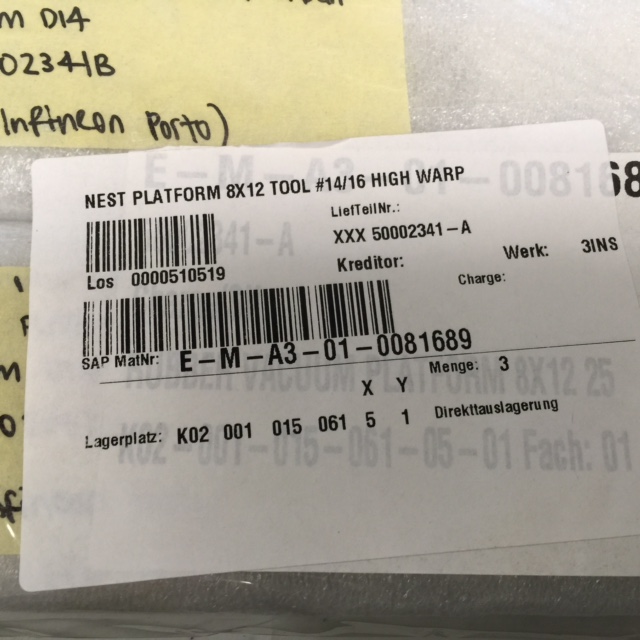 M D14
02341B
Infineon Porto)
NEST PLATFORM 8X12 TOOL #14/16 HIGH WARP
LiefTeilNr.:
XXX 50002341-A
Los 0000510519
Kreditor:
Werk: 3INS
Charge:
SAP MatNr: E-M-A3-01-0081689
Menge: 3
X Y
Lagerplatz: K02 001 015 061 5 1 Direktauslagerung
E-M-A3-01-008168
341-A
RUBBER VACUUM PLATFORM 8X12 25
K02-001-015-061-05-01 Fach: 01